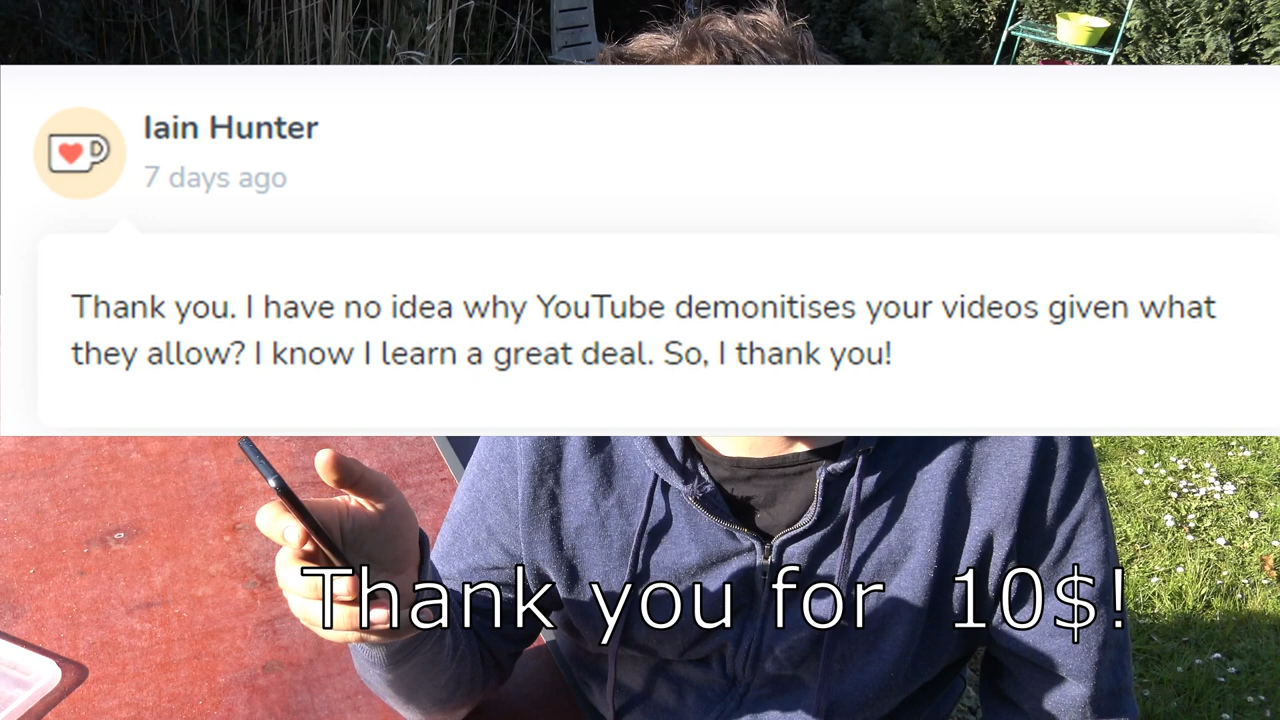 Iain Hunter
7 days ago
Thank you. I have no idea why YouTube demonitises your videos given what
they allow? I know I learn a great deal. So, I thank you!
Thank you for 10$!